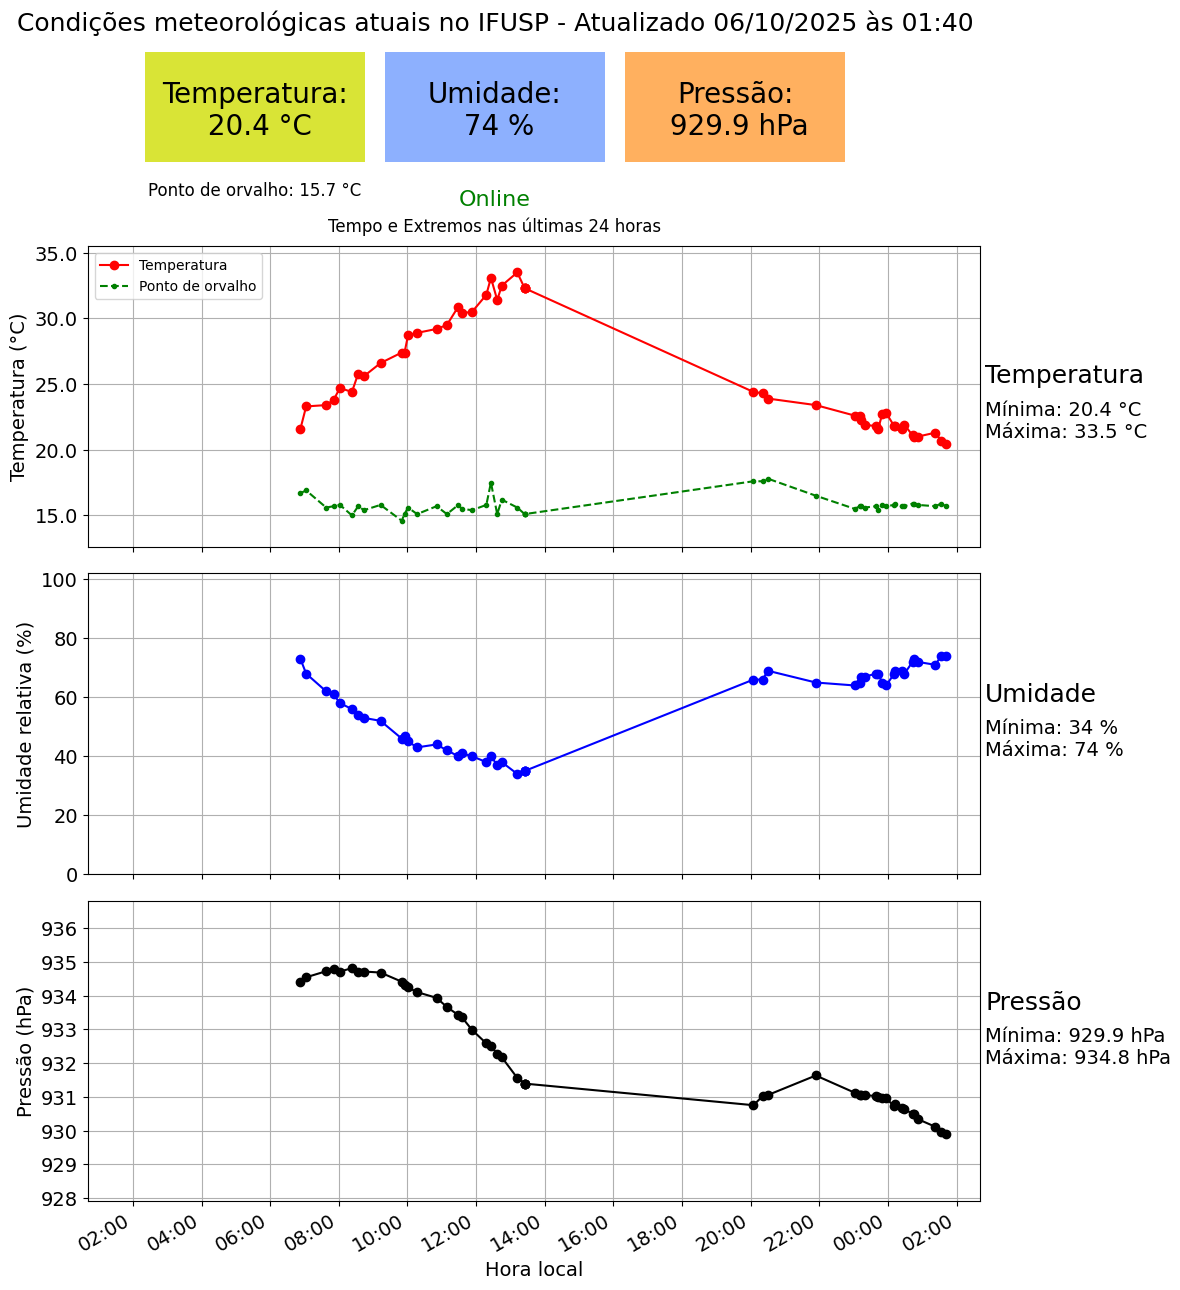 Condições meteorológicas atuais no IFUSP - Atualizado 06/10/2025 às 01:40
Temperatura:
20.4 °C
Umidade:
74 %
Pressão:
929.9 hPa
Ponto de orvalho: 15.7 °C
Online
Tempo e Extremos nas últimas 24 horas
Temperatura (°C)
35.0
30.0
25.0
20.0
15.0
Temperatura
Ponto de orvalho
Temperatura
Mínima: 20.4 °C
Máxima: 33.5 °C
Umidade relativa (%)
100
80
60
40
20
0
Umidade
Mínima: 34 %
Máxima: 74 %
Pressão (hPa)
936
935
934
933
932
931
930
929
928
Pressão
Mínima: 929.9 hPa
Máxima: 934.8 hPa
02:00 04:00 06:00 08:00 10:00 12:00 14:00 16:00 18:00 20:00 22:00 00:00 02:00
Hora local